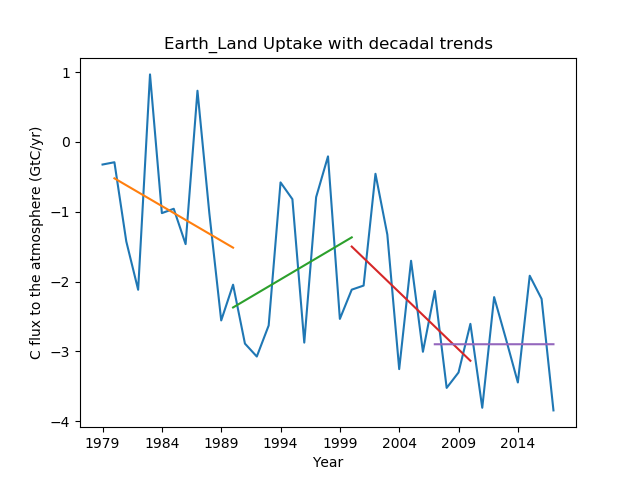 Earth_Land Uptake with decadal trends
C flux to the atmosphere (GtC/yr)
1
0
−1
−2
−3
−4
1979 1984 1989 1994 1999 2004 2009 2014
Year